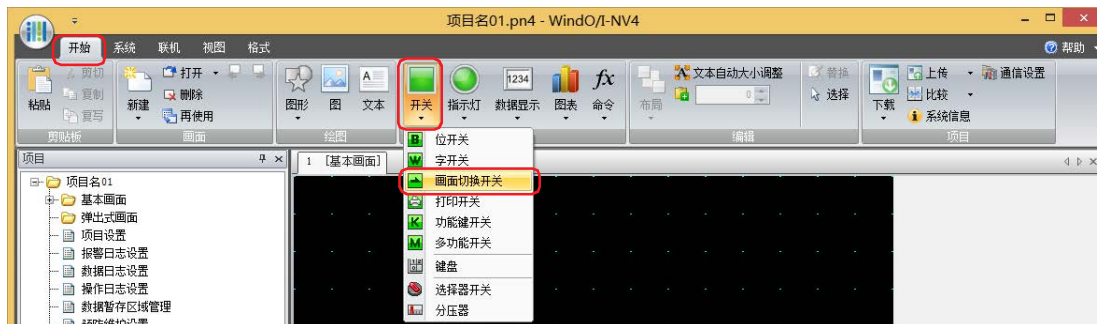 项目名01.pn4 - WindO/I-NV4
开始 系统 联机 视图 格式 帮助
粘贴 剪切 复制 复写 剪贴板
新建 打开 删除 再使用 画面
图形 图 文本 绘图
开关 指示灯 数据显示 图表 命令
1234
fx
布局 文本自动大小调整 0 替换 选择 编辑
下载 上传 比较 系统信息 通信设置 项目
项目
1 [基本画面]
项目名01
基本画面
弹出式画面
项目设置
报警日志设置
数据日志设置
操作日志设置
数据暂存区域管理
预防维护设置
B 位开关
W 字开关
画面切换开关
打印开关
K 功能键开关
M 多功能开关
键盘
选择器开关
分压器